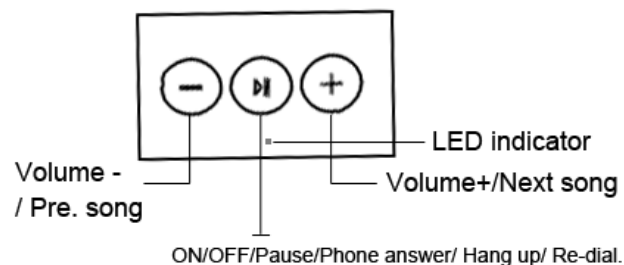 LED indicator
Volume -
/ Pre. song
Volume+/Next song
ON/OFF/Pause/Phone answer/ Hang up/ Re-dial.